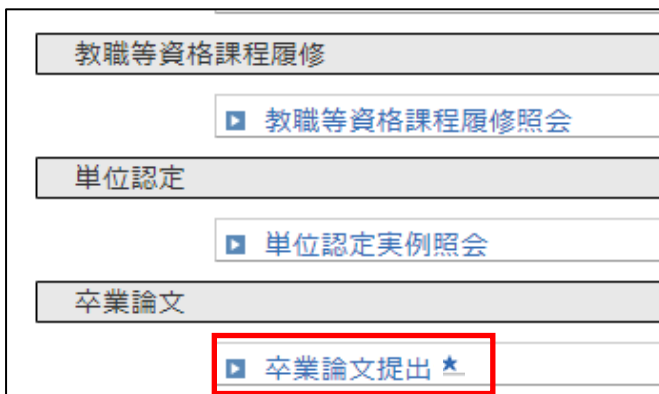 教職等資格課程履修
教職等資格課程履修照会
単位認定
単位認定実例照会
卒業論文
卒業論文提出